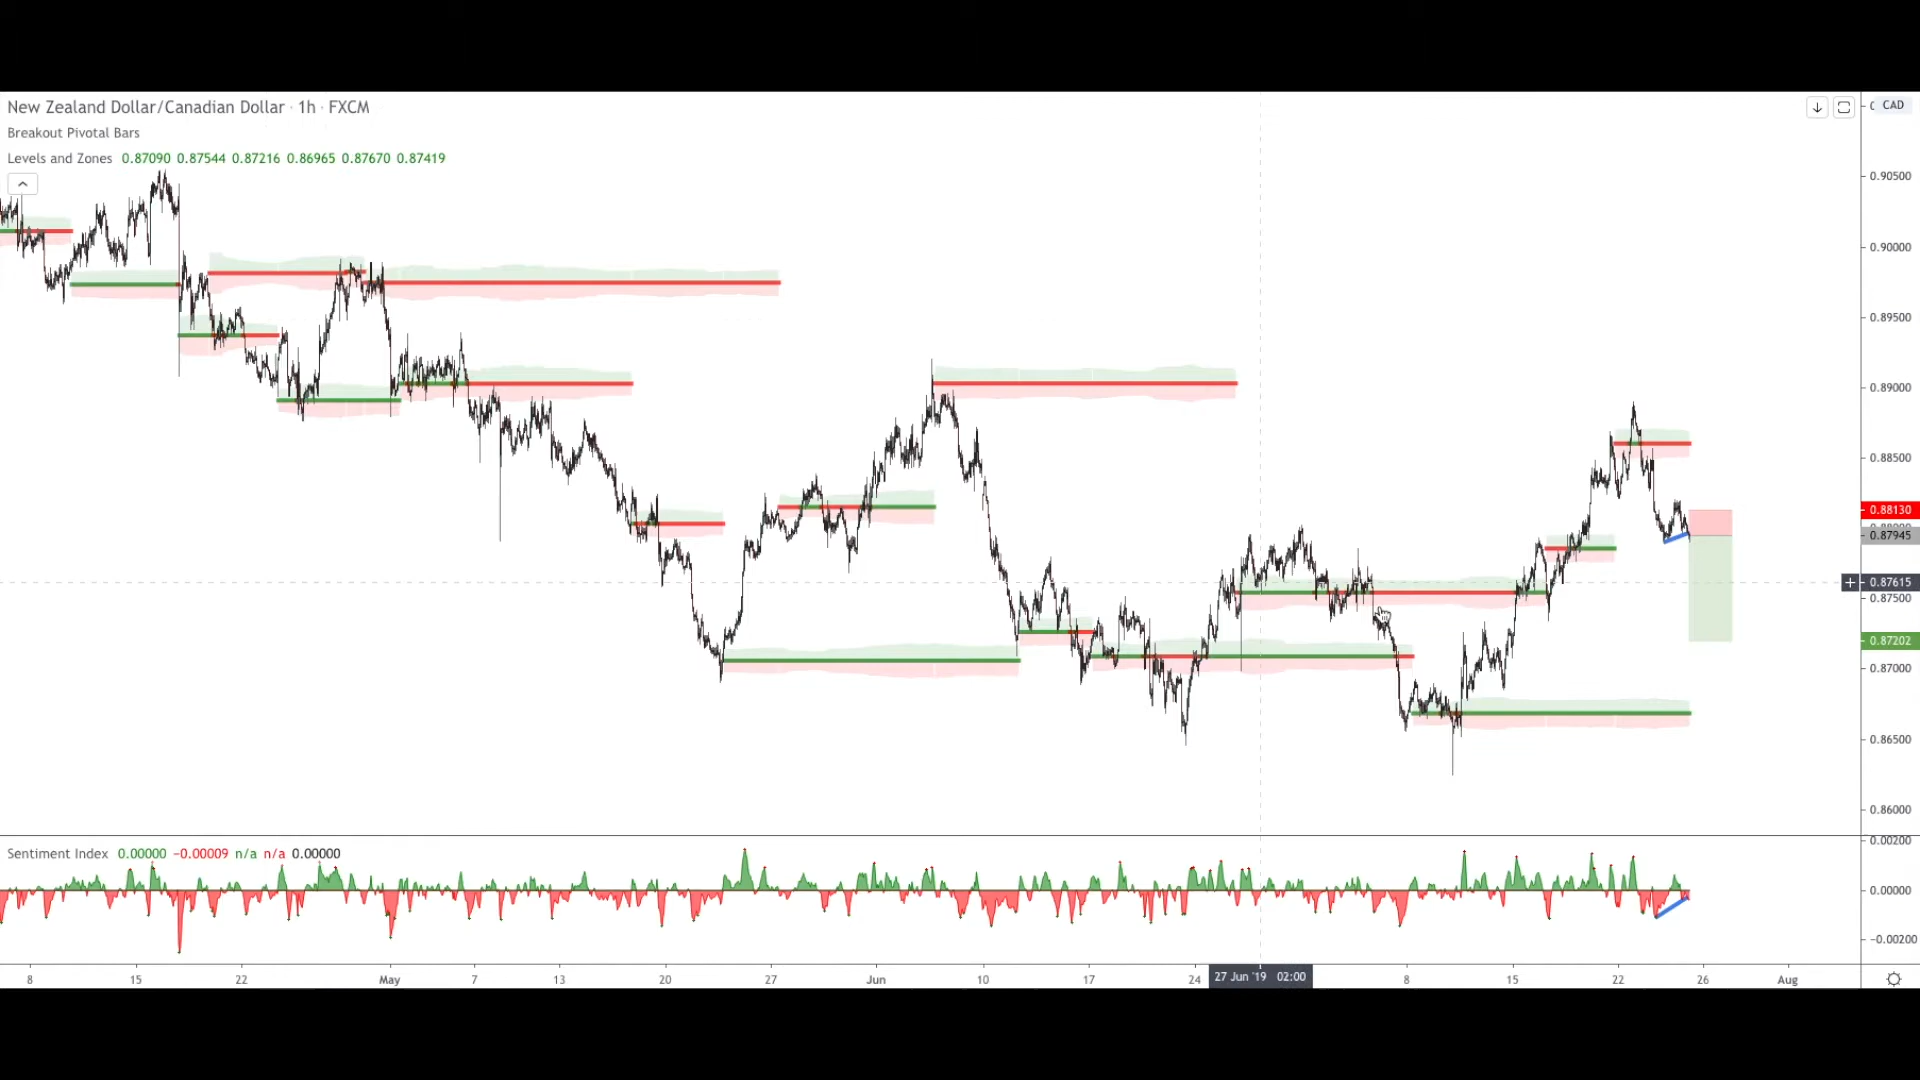 New Zealand Dollar/Canadian Dollar · 1h · FXCM
CAD
Breakout Pivotal Bars
Levels and Zones 0.87090 0.87544 0.87216 0.86965 0.87670 0.87419
0.90500
0.90000
0.89500
0.89000
0.88500
0.88130
0.87945
0.87615
0.87500
0.87202
0.87000
0.86500
0.86000
0.00200
Sentiment Index 0.00000 −0.00009 n/a n/a 0.00000
0.00000
−0.00200
8 15 22 May 7 13 20 27 Jun 10 17 24 27 Jun '19 02:00 8 15 22 26 Aug